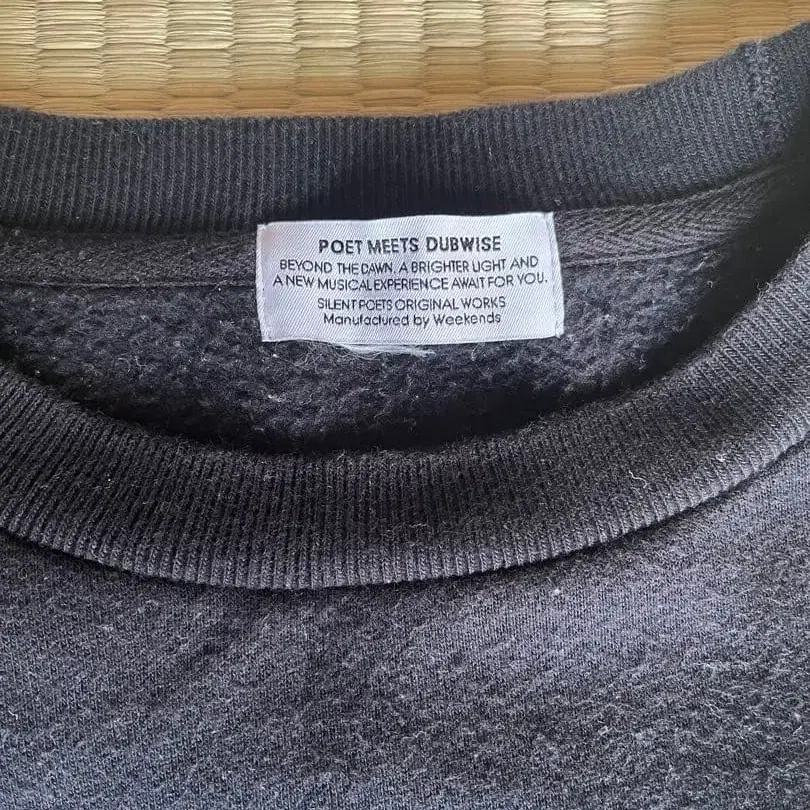 POET MEETS DUBWISE
BEYOND THE DAWN, A BRIGHTER LIGHT AND
A NEW MUSICAL EXPERIENCE AWAIT FOR YOU.
SILENT POETS ORIGINAL WORKS
Manufactured by Weekends